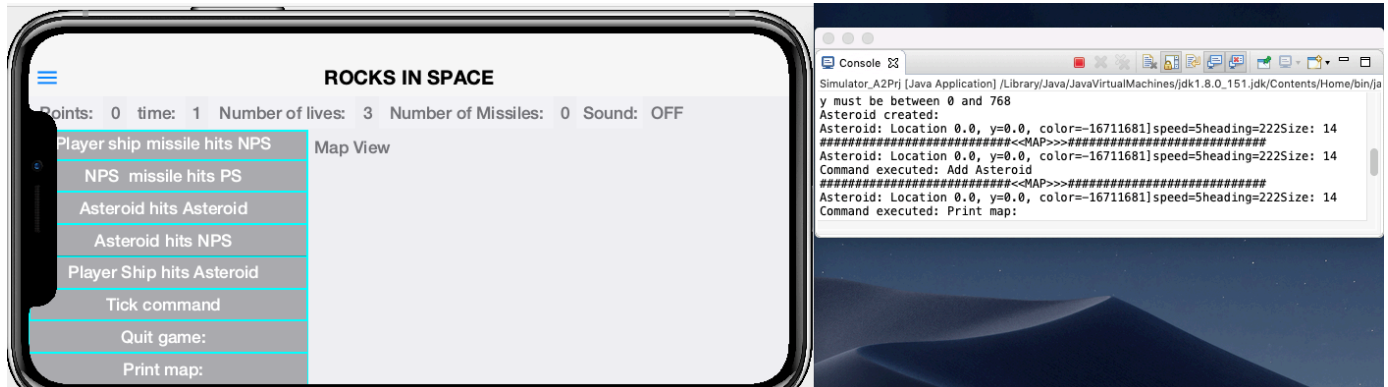 ROCKS IN SPACE
Points: 0 time: 1 Number of lives: 3 Number of Missiles: 0 Sound: OFF
Player ship missile hits NPS
NPS missile hits PS
Asteroid hits Asteroid
Asteroid hits NPS
Player Ship hits Asteroid
Tick command
Quit game:
Print map:
Map View
Console
Simulator_A2Prj [Java Application] /Library/Java/JavaVirtualMachines/jdk1.8.0_151.jdk/Contents/Home/bin/ja
y must be between 0 and 768
Asteroid created:
Asteroid: Location 0.0, y=0.0, color=-16711681]speed=5heading=222Size: 14
###########################<<MAP>>>############################
Asteroid: Location 0.0, y=0.0, color=-16711681]speed=5heading=222Size: 14
Command executed: Add Asteroid
###########################<<MAP>>>############################
Asteroid: Location 0.0, y=0.0, color=-16711681]speed=5heading=222Size: 14
Command executed: Print map: